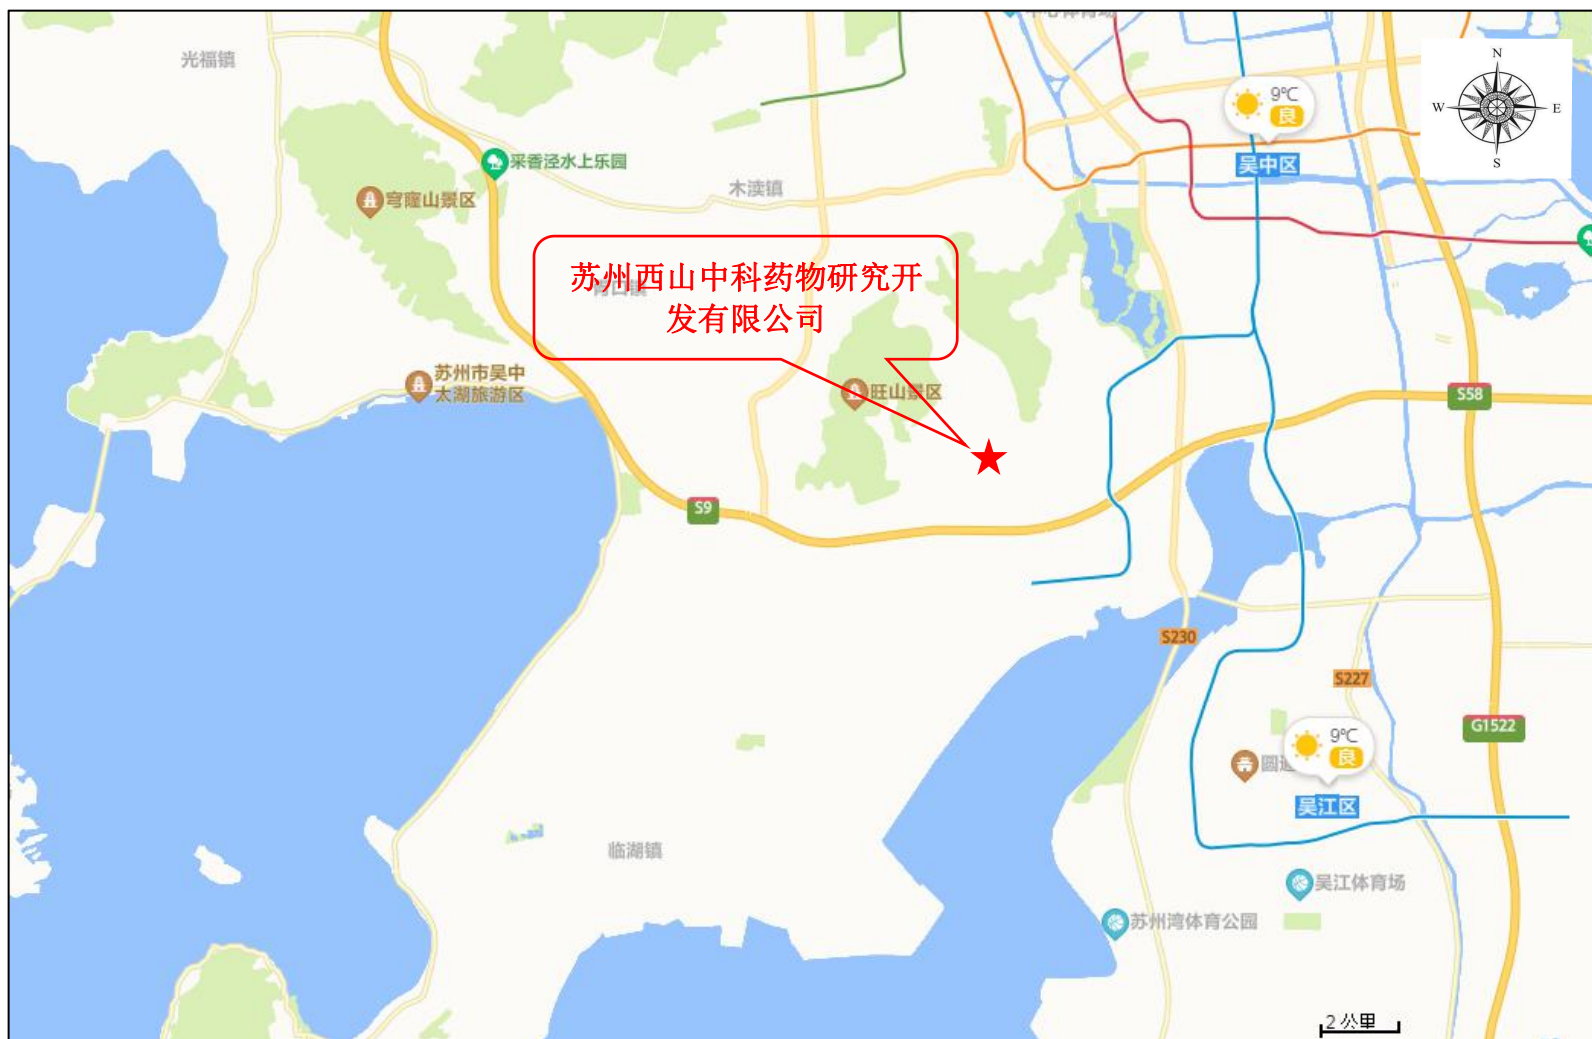 光福镇
9℃
良
吴中区
N
W
E
S
采香泾水上乐园
木渎镇
穹窿山景区
苏州西山中科药物研究开
发有限公司
苏州市吴中
太湖旅游区
旺山景区
S58
S9
S230
S227
G1522
9℃
良
吴江区
临湖镇
吴江体育场
苏州湾体育公园
2 公里